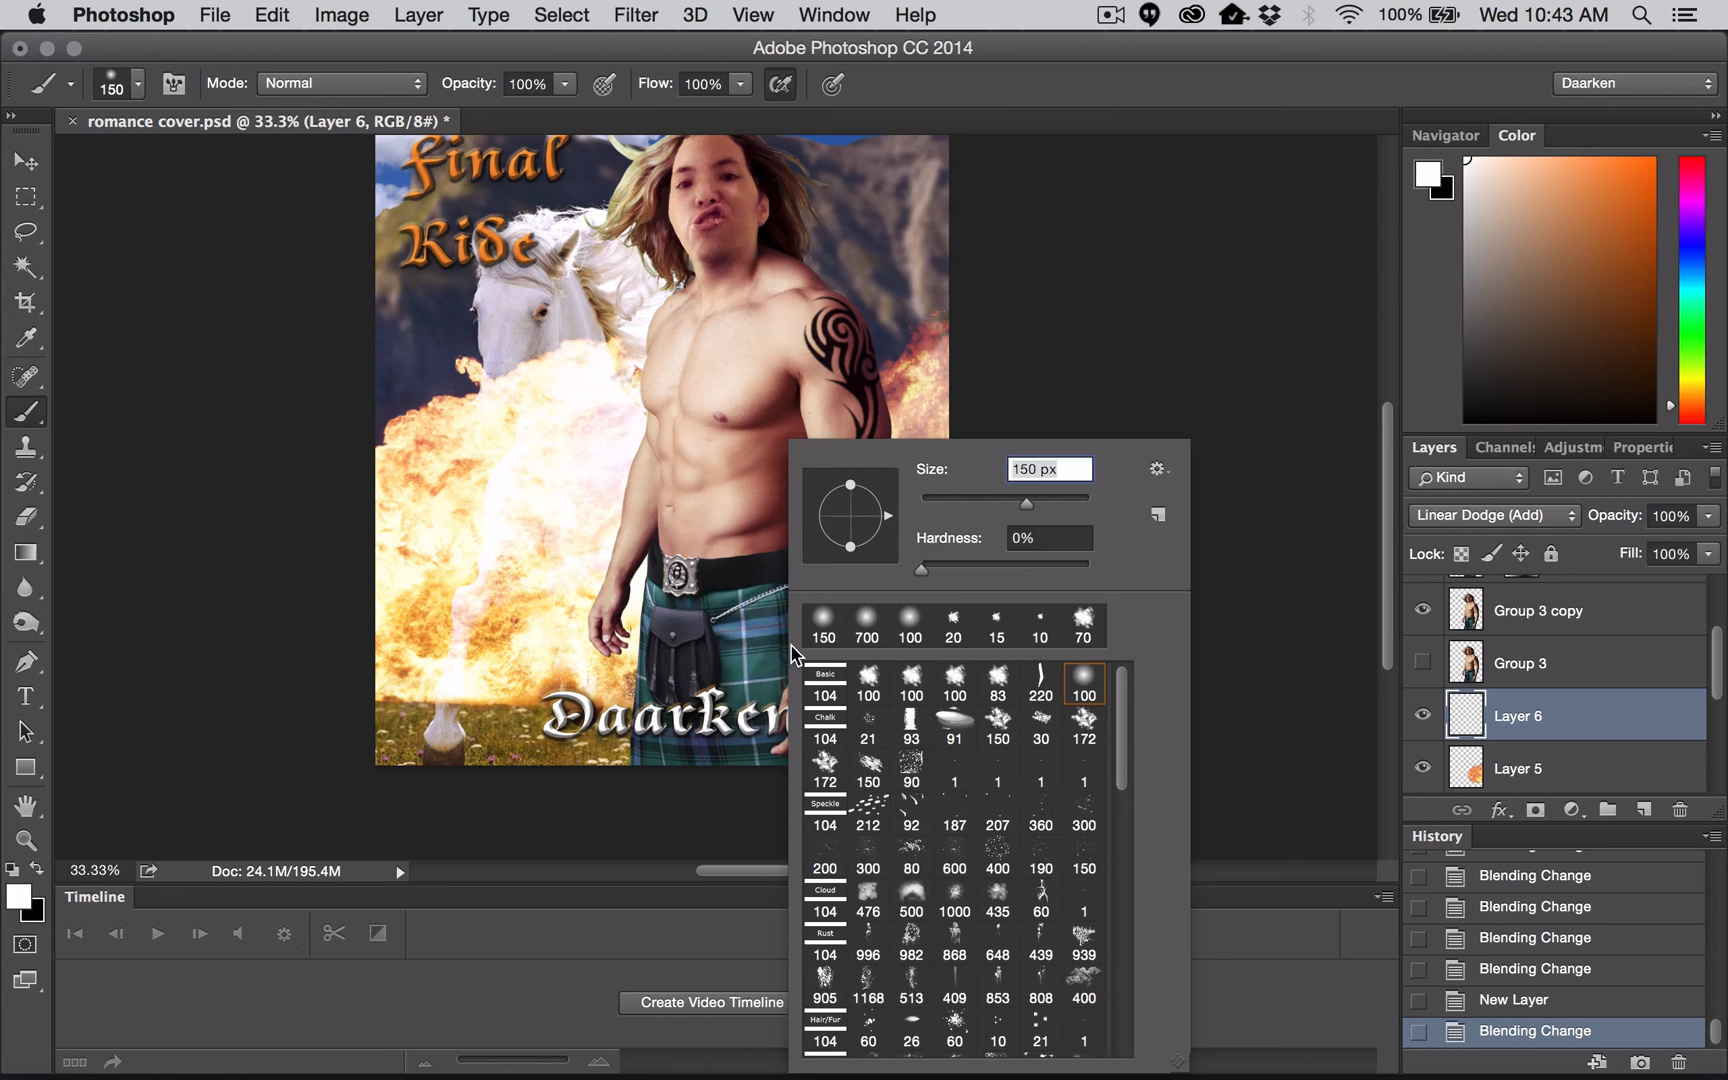 Photoshop File Edit Image Layer Type Select Filter 3D View Window Help 100% Wed 10:43 AM
Adobe Photoshop CC 2014
150 Mode: Normal Opacity: 100% Flow: 100% Daarken
× romance cover.psd @ 33.3% (Layer 6, RGB/8#) *
Navigator Color
Final
Ride
Daarken
Size: 150 px
Hardness: 0%
150 700 100 20 15 10 70
Basic
104 100 100 100 83 220 100
Chalk
104 21 93 91 150 30 172
172 150 90 1 1 1 1
Speckle
104 212 92 187 207 360 300
200 300 80 600 400 190 150
Cloud
104 476 500 1000 435 60 1
Rust
104 996 982 868 648 439 939
905 1168 513 409 853 808 400
Hair/Fur
104 60 26 60 10 21 1
Layers Channel Adjustm Properti
Kind T
Linear Dodge (Add) Opacity: 100%
Lock: Fill: 100%
Group 3 copy
Group 3
Layer 6
Layer 5
fx
History
Blending Change
Blending Change
Blending Change
Blending Change
New Layer
Blending Change
33.33% Doc: 24.1M/195.4M
Timeline
Create Video Timeline